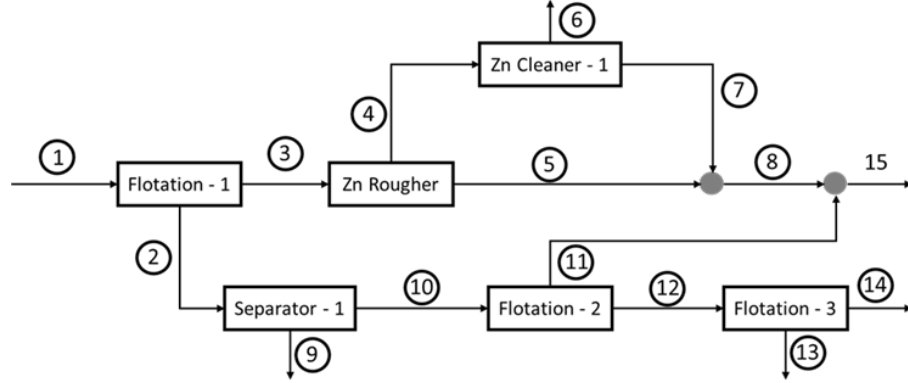 6
Zn Cleaner - 1
4
7
1
3
5
8
15
Flotation - 1
Zn Rougher
2
10
11
12
14
Separator - 1
Flotation - 2
Flotation - 3
9
13